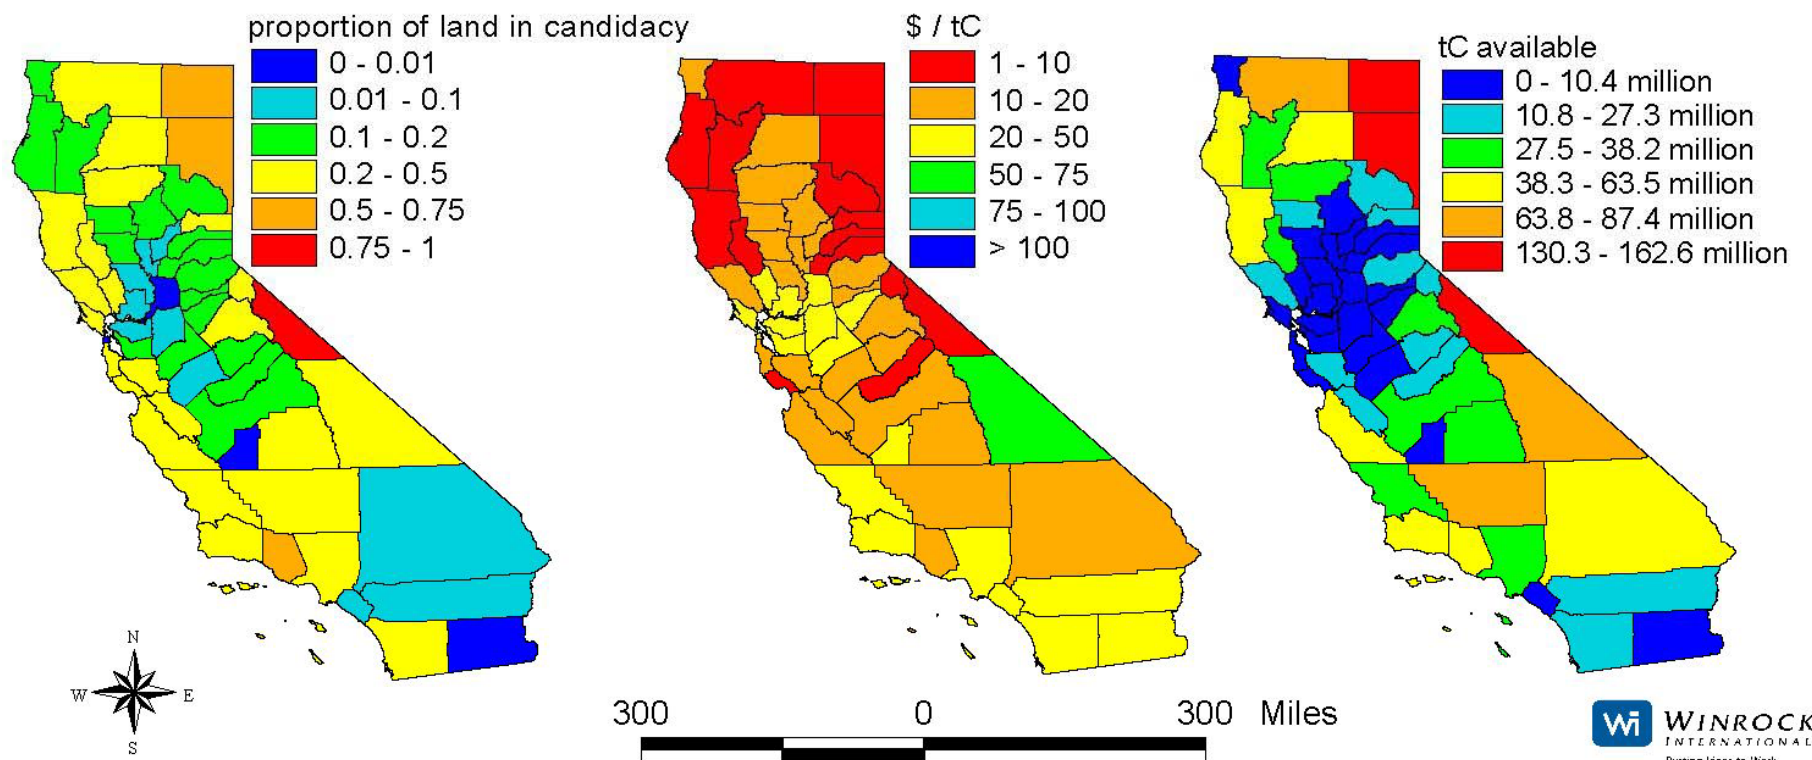 proportion of land in candidacy
0 - 0.01
0.01 - 0.1
0.1 - 0.2
0.2 - 0.5
0.5 - 0.75
0.75 - 1
$ / tC
1 - 10
10 - 20
20 - 50
50 - 75
75 - 100
> 100
tC available
0 - 10.4 million
10.8 - 27.3 million
27.5 - 38.2 million
38.3 - 63.5 million
63.8 - 87.4 million
130.3 - 162.6 million
N
W E
S
300 0 300 Miles
Wi WINROCK
INTERNATIONAL